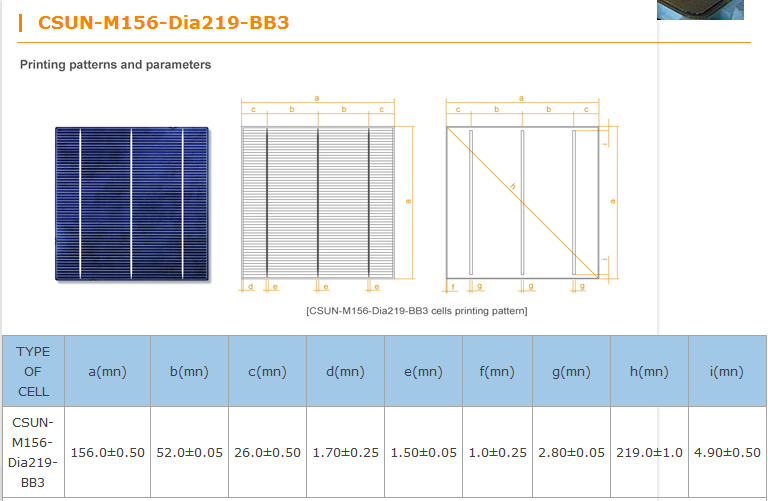 CSUN-M156-Dia219-BB3
Printing patterns and parameters
a
a
c b b c
c b b c
h
i
a
a
i
d e e e
f g g g
[CSUN-M156-Dia219-BB3 cells printing pattern]
TYPE OF CELL a(mn) b(mn) c(mn) d(mn) e(mn) f(mn) g(mn) h(mn) i(mn)
CSUN-M156-Dia219-BB3 156.0±0.50 52.0±0.05 26.0±0.50 1.70±0.25 1.50±0.05 1.0±0.25 2.80±0.05 219.0±1.0 4.90±0.50